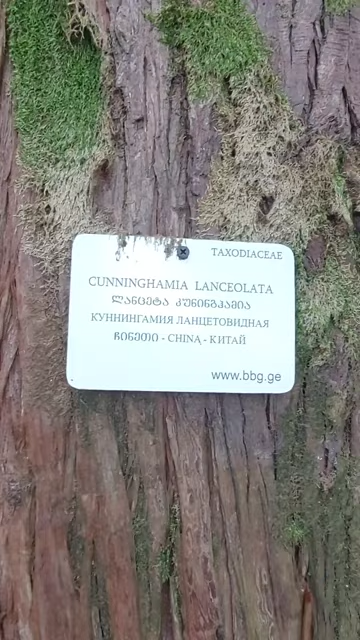 TAXODIACEAE
CUNNINGHAMIA LANCEOLATA
ლანცეტა კუნინგჰამია
КУННИНГАМИЯ ЛАНЦЕТОВИДНАЯ
ჩინეთი - CHINA - КИТАЙ
www.bbg.ge